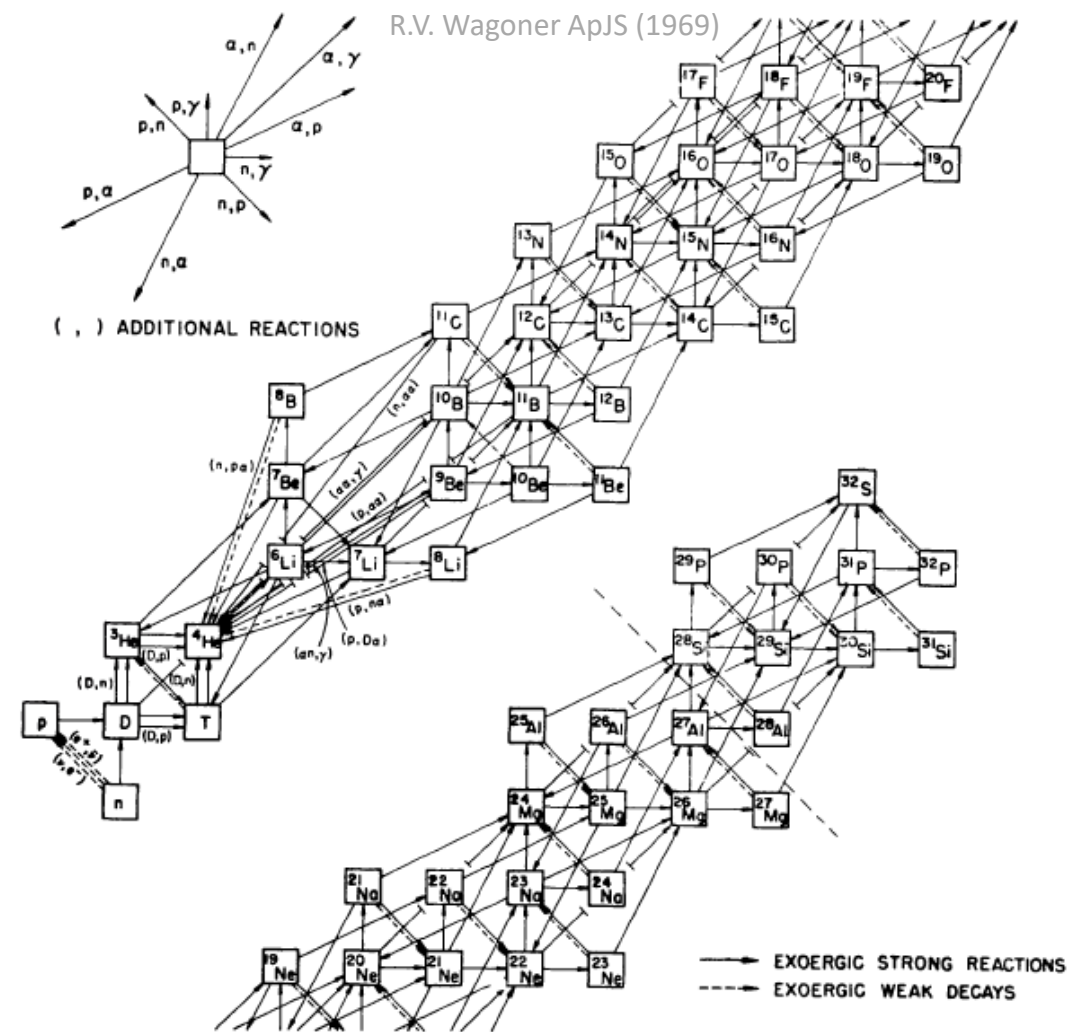 R.V. Wagoner ApJS (1969)
α,n
α,γ
p,γ
p,n
α,p
n,γ
p,α
n,p
n,α
( , ) ADDITIONAL REACTIONS
17F 18F 19F 20F
15O 16O 17O 18O 19O
13N 14N 15N 16N
11C 12C 13C 14C 15C
8B 10B 11B 12B
(n,αα)
(n,pα)
7Be 9Be 10Be 11Be
(αα,γ)
(p,αα)
6Li 7Li 8Li
(p,nα)
(p,Dα)
(αn,γ)
3He 4He
(D,p)
(D,n) (D,n)
p D T
(D,p)
n
32S
29P 30P 31P 32P
28Si 29Si 30Si 31Si
25Al 26Al 27Al 28Al
24Mg 25Mg 26Mg 27Mg
21Na 22Na 23Na 24Na
19Ne 20Ne 21Ne 22Ne 23Ne
EXOERGIC STRONG REACTIONS
EXOERGIC WEAK DECAYS